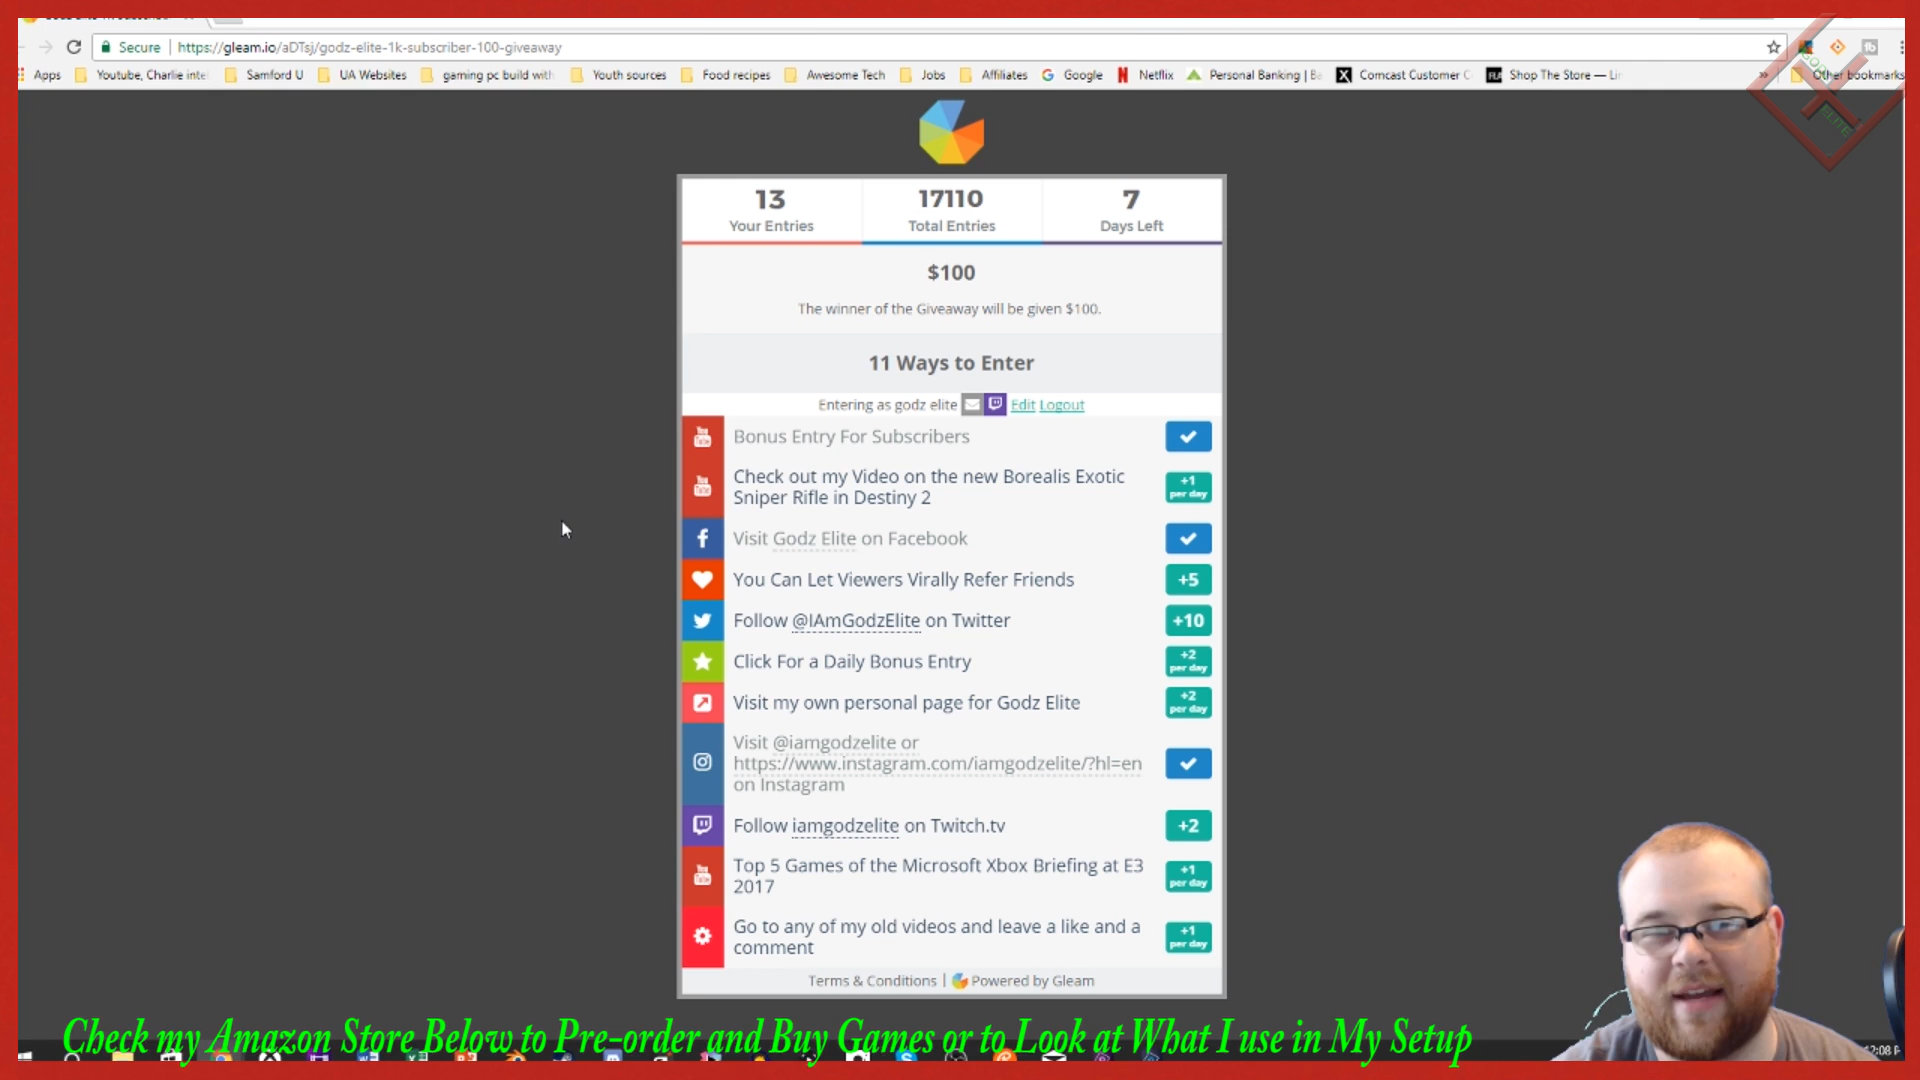 Secure | https://gleam.io/aDTsj/godz-elite-1k-subscriber-100-giveaway
Apps Youtube, Charlie inte Samford U UA Websites gaming pc build with Youth sources Food recipes Awesome Tech Jobs Affiliates Google Netflix Personal Banking | Ba Comcast Customer C Shop The Store — Lin » Other bookmarks
13 17110 7
Your Entries Total Entries Days Left
$100
The winner of the Giveaway will be given $100.
11 Ways to Enter
Entering as godz elite Edit Logout
Bonus Entry For Subscribers
Check out my Video on the new Borealis Exotic
Sniper Rifle in Destiny 2
+1
per day
Visit Godz Elite on Facebook
You Can Let Viewers Virally Refer Friends +5
Follow @IAmGodzElite on Twitter +10
Click For a Daily Bonus Entry
+2
per day
Visit my own personal page for Godz Elite
+2
per day
Visit @iamgodzelite or
https://www.instagram.com/iamgodzelite/?hl=en
on Instagram
Follow iamgodzelite on Twitch.tv +2
Top 5 Games of the Microsoft Xbox Briefing at E3
2017
+1
per day
Go to any of my old videos and leave a like and a
comment
+1
per day
Terms & Conditions | Powered by Gleam
Check my Amazon Store Below to Pre-order and Buy Games or to Look at What I use in My Setup